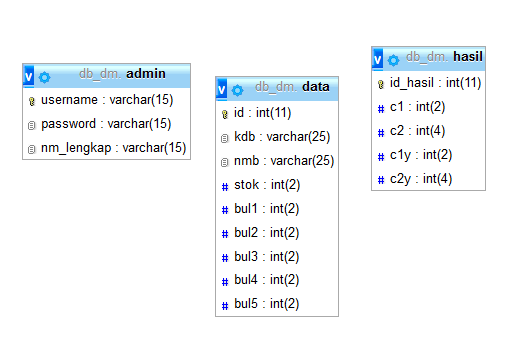 v db_dm. admin
username : varchar(15)
password : varchar(15)
nm_lengkap : varchar(15)
v db_dm. data
id : int(11)
kdb : varchar(25)
nmb : varchar(25)
# stok : int(2)
# bul1 : int(2)
# bul2 : int(2)
# bul3 : int(2)
# bul4 : int(2)
# bul5 : int(2)
v db_dm. hasil
id_hasil : int(11)
# c1 : int(2)
# c2 : int(4)
# c1y : int(2)
# c2y : int(4)